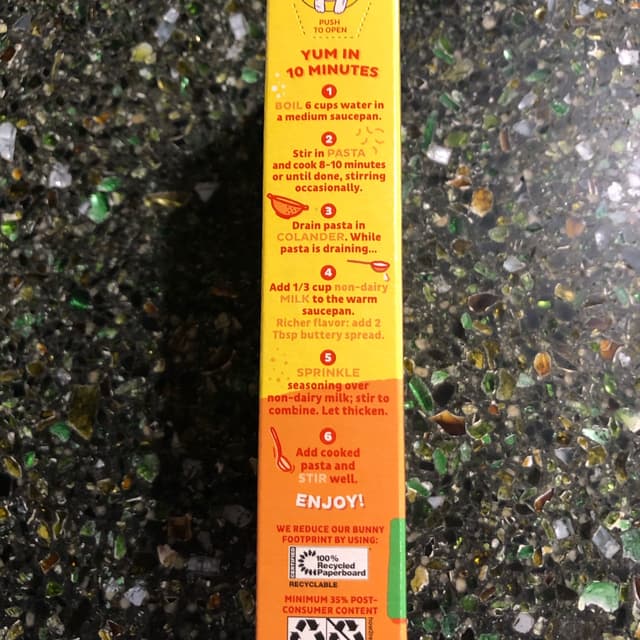 PUSH
TO OPEN
YUM IN
10 MINUTES
1
BOIL 6 cups water in
a medium saucepan.
2
Stir in PASTA
and cook 8-10 minutes
or until done, stirring
occasionally.
3
Drain pasta in
COLANDER. While
pasta is draining...
4
Add 1/3 cup non-dairy
MILK to the warm
saucepan.
Richer flavor: add 2
Tbsp buttery spread.
5
SPRINKLE
seasoning over
non-dairy milk; stir to
combine. Let thicken.
6
Add cooked
pasta and
STIR well.
ENJOY!
WE REDUCE OUR BUNNY
FOOTPRINT BY USING:
CERTIFIED
100%
Recycled
Paperboard
RECYCLABLE
MINIMUM 35% POST-
CONSUMER CONTENT